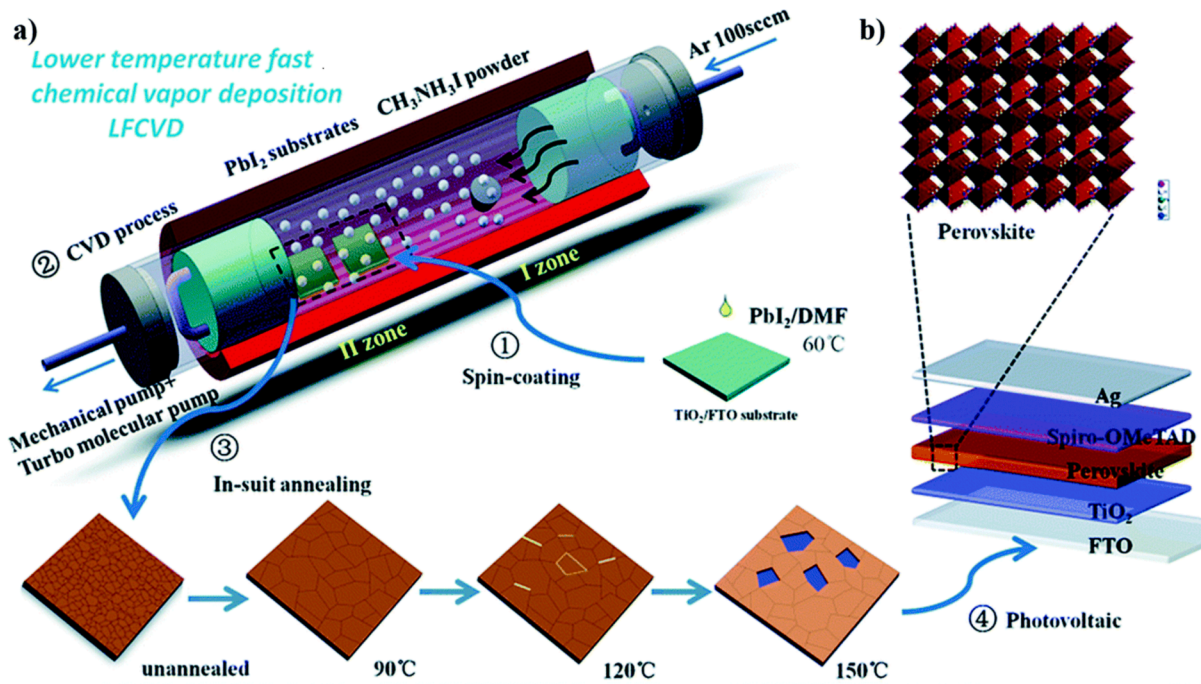 a)
Lower temperature fast
chemical vapor deposition
LFCVD
Ar 100sccm
CH₃NH₃I powder
PbI₂ substrates
② CVD process
I zone
II zone
①
Spin-coating
PbI₂/DMF
60℃
TiO₂/FTO substrate
Mechanical pump+
Turbo molecular pump
③
In-suit annealing
unannealed
90℃
120℃
150℃
④ Photovoltaic
b)
Perovskite
Ag
Spiro-OMeTAD
Perovskite
TiO₂
FTO